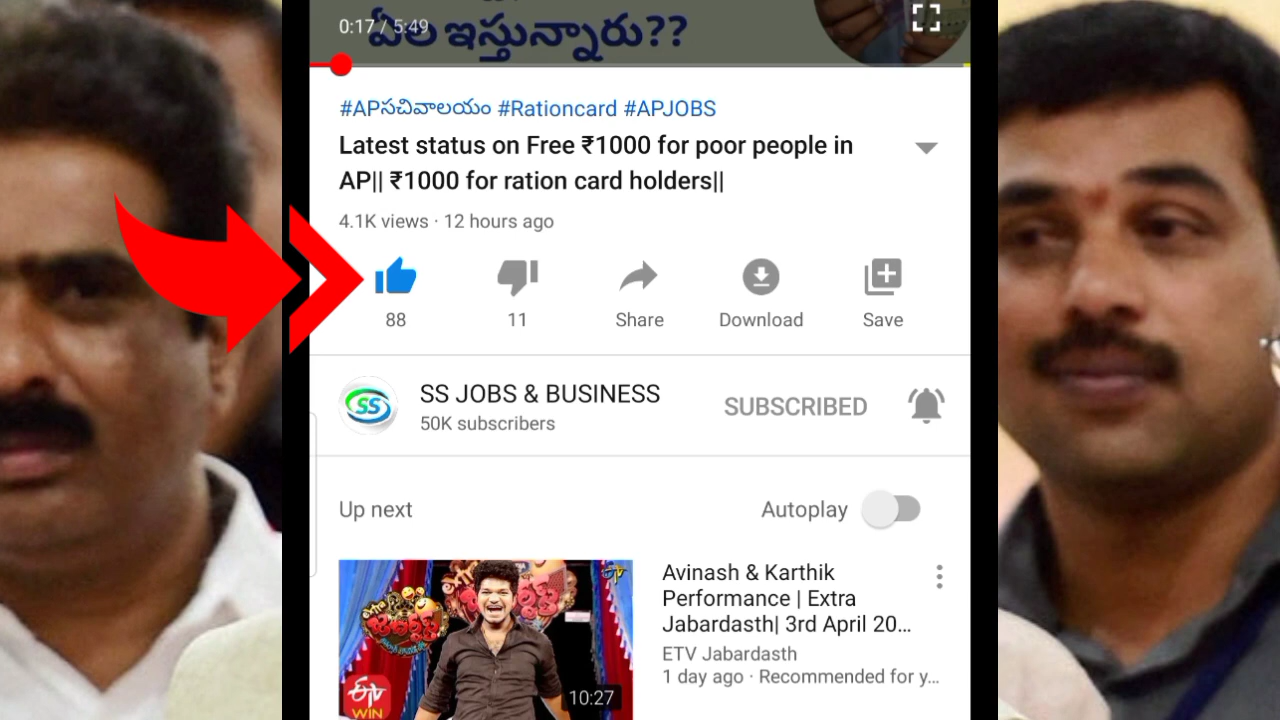 0:17 / 5:49
ఏల ఇస్తున్నారు??
#APసచివాలయం #Rationcard #APJOBS
Latest status on Free ₹1000 for poor people in
AP|| ₹1000 for ration card holders||
4.1K views · 12 hours ago
88
11
Share
Download
Save
SS
SS JOBS & BUSINESS
50K subscribers
SUBSCRIBED
Up next
Autoplay
Avinash & Karthik
Performance | Extra
Jabardasth| 3rd April 20...
ETV Jabardasth
1 day ago · Recommended for y...
జబర్దస్త్
WIN
10:27